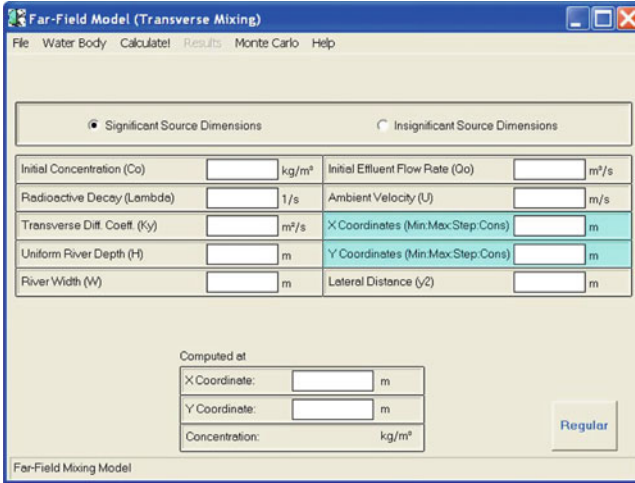 Far-Field Model (Transverse Mixing)
File Water Body Calculate! Results Monte Carlo Help
Significant Source Dimensions Insignificant Source Dimensions
Initial Concentration (Co) kg/m³ Initial Effluent Flow Rate (Qo) m³/s
Radioactive Decay (Lambda) 1/s Ambient Velocity (U) m/s
Transverse Diff. Coeff. (Ky) m²/s X Coordinates (Min:Max:Step:Cons) m
Uniform River Depth (H) m Y Coordinates (Min:Max:Step:Cons) m
River Width (W) m Lateral Distance (y2) m
Computed at
X Coordinate: m
Y Coordinate: m
Concentration: kg/m³
Regular
Far-Field Mixing Model